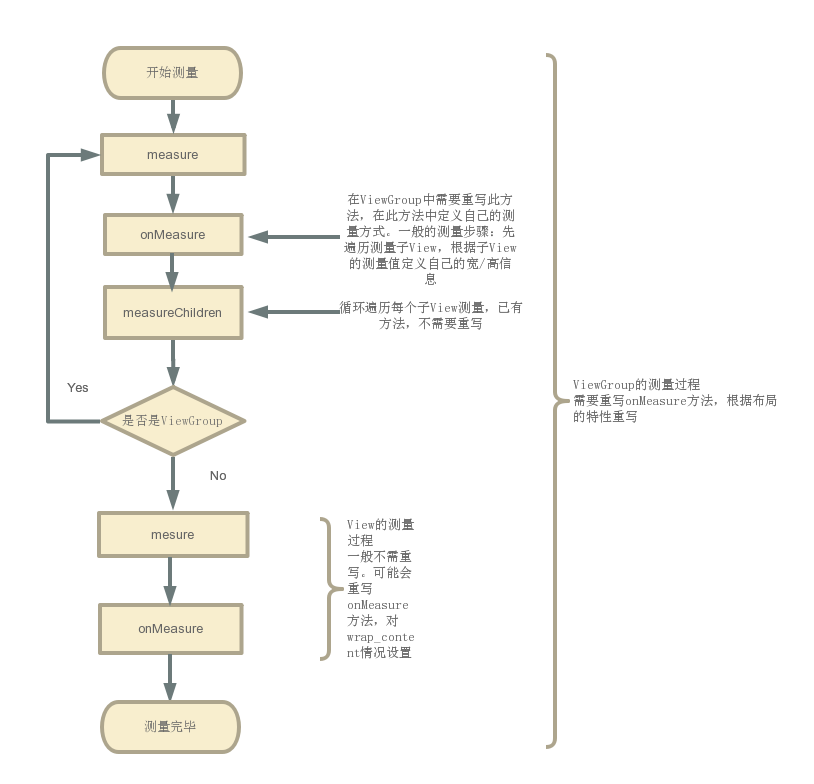 开始测量
measure
在ViewGroup中需要重写此方
法，在此方法中定义自己的测
量方式。一般的测量步骤：先
遍历测量子View，根据子View
的测量值定义自己的宽/高信
息
onMeasure
循环遍历每个子View测量，已有
方法，不需要重写
measureChildren
ViewGroup的测量过程
需要重写onMeasure方法，根据布局
的特性重写
Yes
是否是ViewGroup
No
View的测量
过程
一般不需重
写。可能会
重写
onMeasure
方法，对
wrap_conte
nt情况设置
mesure
onMeasure
测量完毕